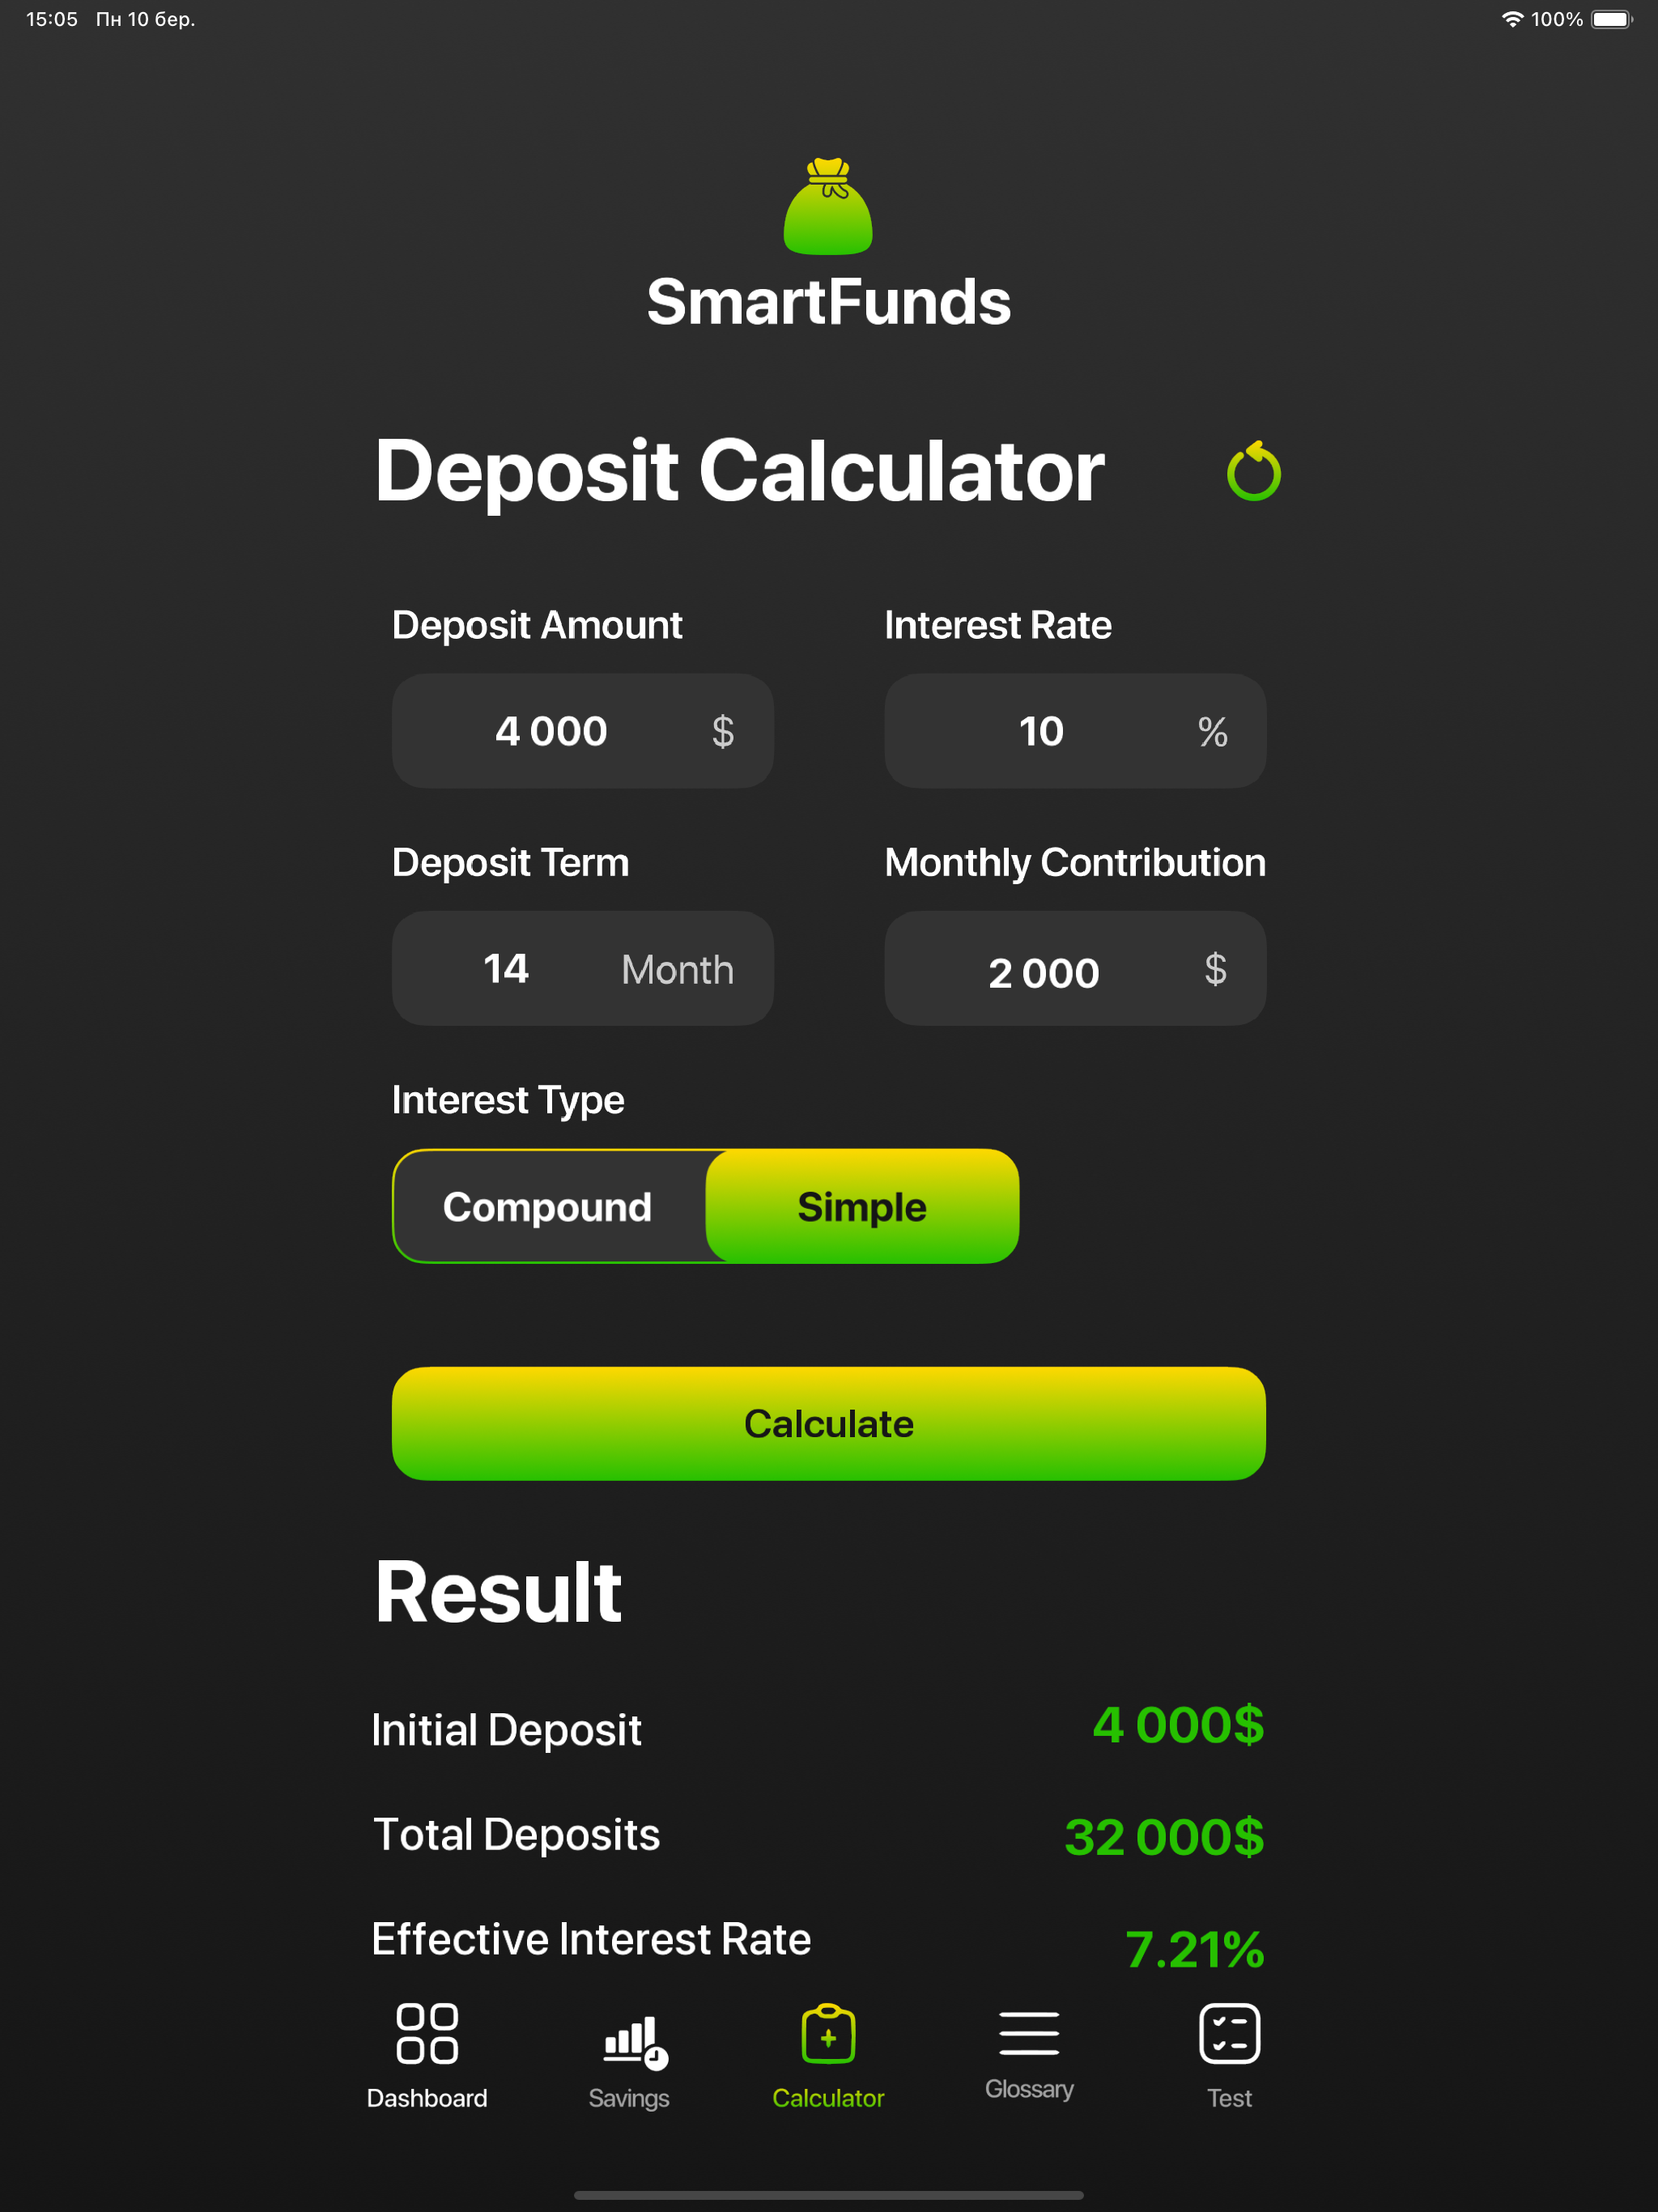 15:05 Пн 10 бер. 100%
SmartFunds
Deposit Calculator
Deposit Amount Interest Rate
4 000 $ 10 %
Deposit Term Monthly Contribution
14 Month 2 000 $
Interest Type
Compound Simple
Calculate
Result
Initial Deposit 4 000$
Total Deposits 32 000$
Effective Interest Rate 7.21%
Dashboard Savings Calculator Glossary Test